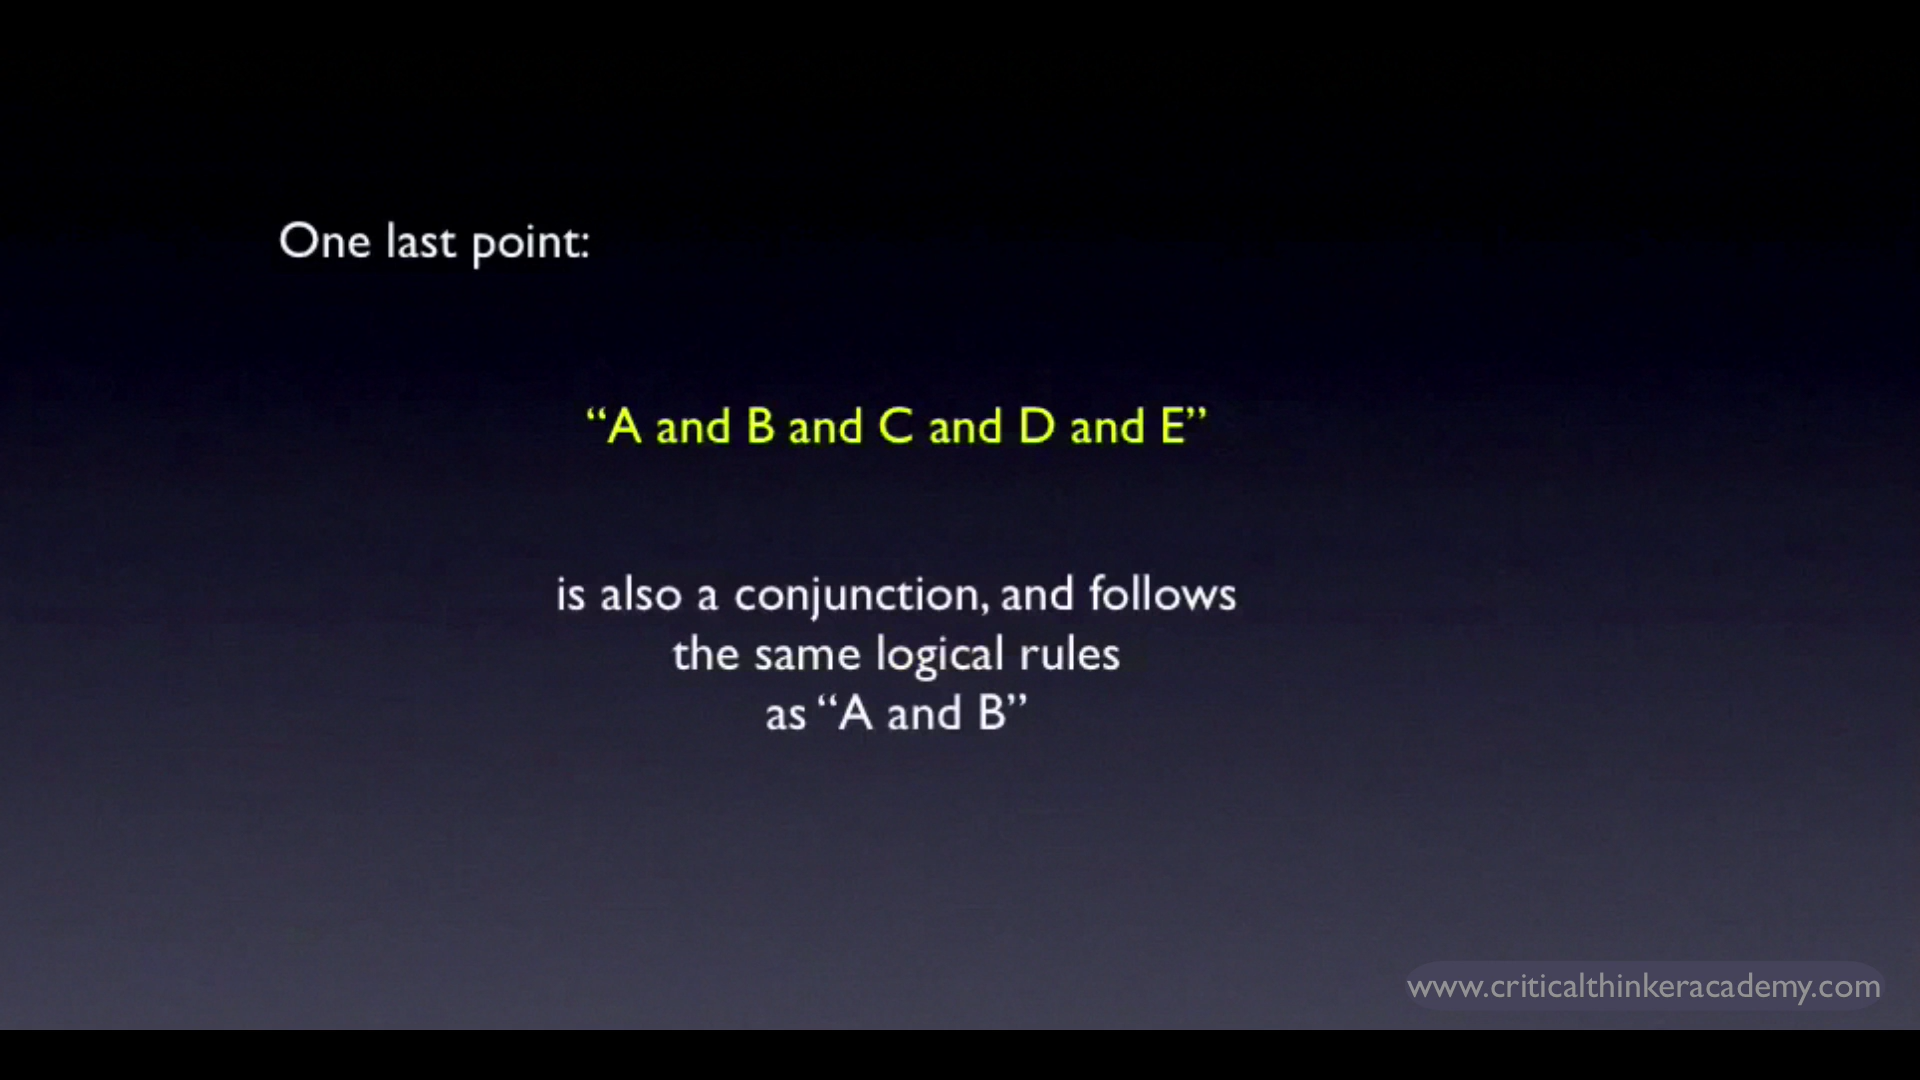 One last point:
“A and B and C and D and E”
is also a conjunction, and follows
the same logical rules
as “A and B”
www.criticalthinkeracademy.com